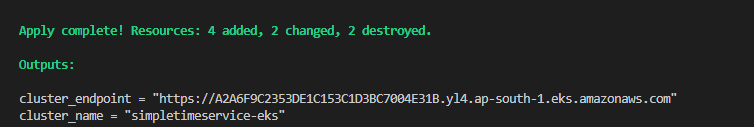 Apply complete! Resources: 4 added, 2 changed, 2 destroyed.
Outputs:
cluster_endpoint = "https://A2A6F9C2353DE1C153C1D3BC7004E31B.yl4.ap-south-1.eks.amazonaws.com"
cluster_name = "simpletimeservice-eks"